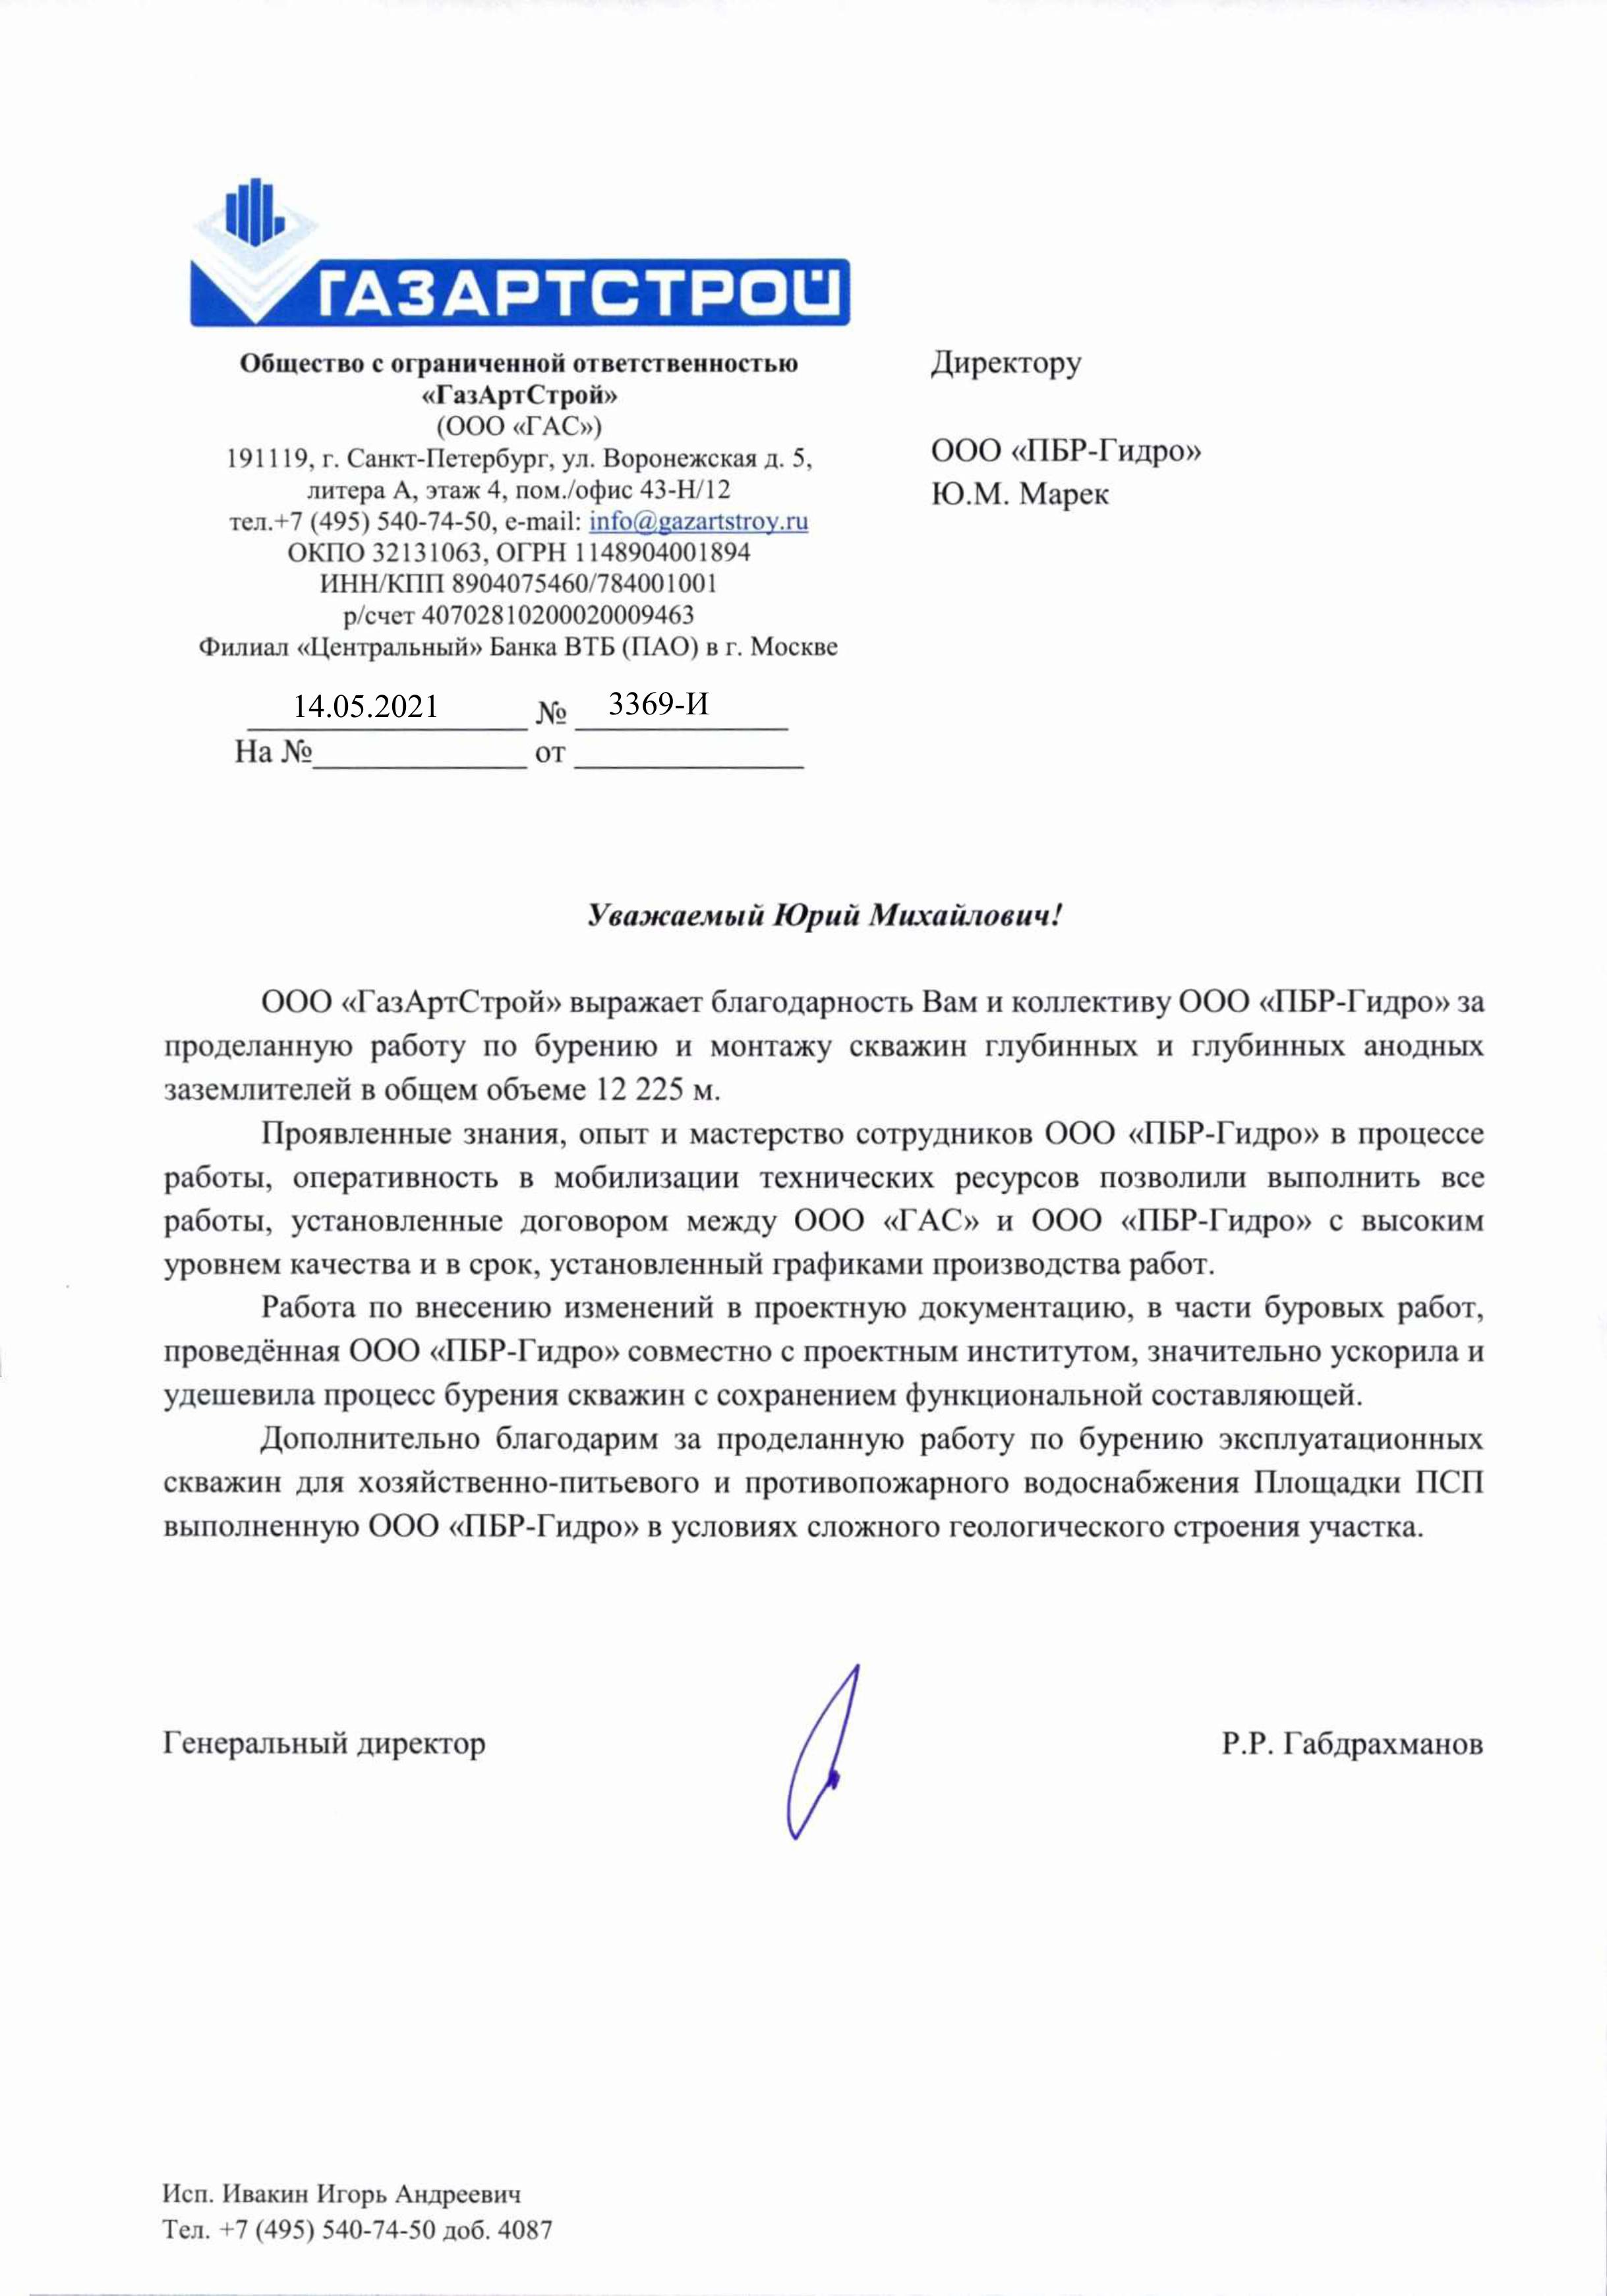 ГАЗАРТСТРОЙ
Общество с ограниченной ответственностью
«ГазАртСтрой»
(ООО «ГАС»)
191119, г. Санкт-Петербург, ул. Воронежская д. 5,
литера А, этаж 4, пом./офис 43-Н/12
тел.+7 (495) 540-74-50, e-mail: info@gazartstroy.ru
ОКПО 32131063, ОГРН 1148904001894
ИНН/КПП 8904075460/784001001
р/счет 40702810200020009463
Филиал «Центральный» Банка ВТБ (ПАО) в г. Москве
14.05.2021 № 3369-И
На № от
Директору
ООО «ПБР-Гидро»
Ю.М. Марек
Уважаемый Юрий Михайлович!
ООО «ГазАртСтрой» выражает благодарность Вам и коллективу ООО «ПБР-Гидро» за
проделанную работу по бурению и монтажу скважин глубинных и глубинных анодных
заземлителей в общем объеме 12 225 м.
Проявленные знания, опыт и мастерство сотрудников ООО «ПБР-Гидро» в процессе
работы, оперативность в мобилизации технических ресурсов позволили выполнить все
работы, установленные договором между ООО «ГАС» и ООО «ПБР-Гидро» с высоким
уровнем качества и в срок, установленный графиками производства работ.
Работа по внесению изменений в проектную документацию, в части буровых работ,
проведённая ООО «ПБР-Гидро» совместно с проектным институтом, значительно ускорила и
удешевила процесс бурения скважин с сохранением функциональной составляющей.
Дополнительно благодарим за проделанную работу по бурению эксплуатационных
скважин для хозяйственно-питьевого и противопожарного водоснабжения Площадки ПСП
выполненную ООО «ПБР-Гидро» в условиях сложного геологического строения участка.
Генеральный директор Р.Р. Габдрахманов
Исп. Ивакин Игорь Андреевич
Тел. +7 (495) 540-74-50 доб. 4087